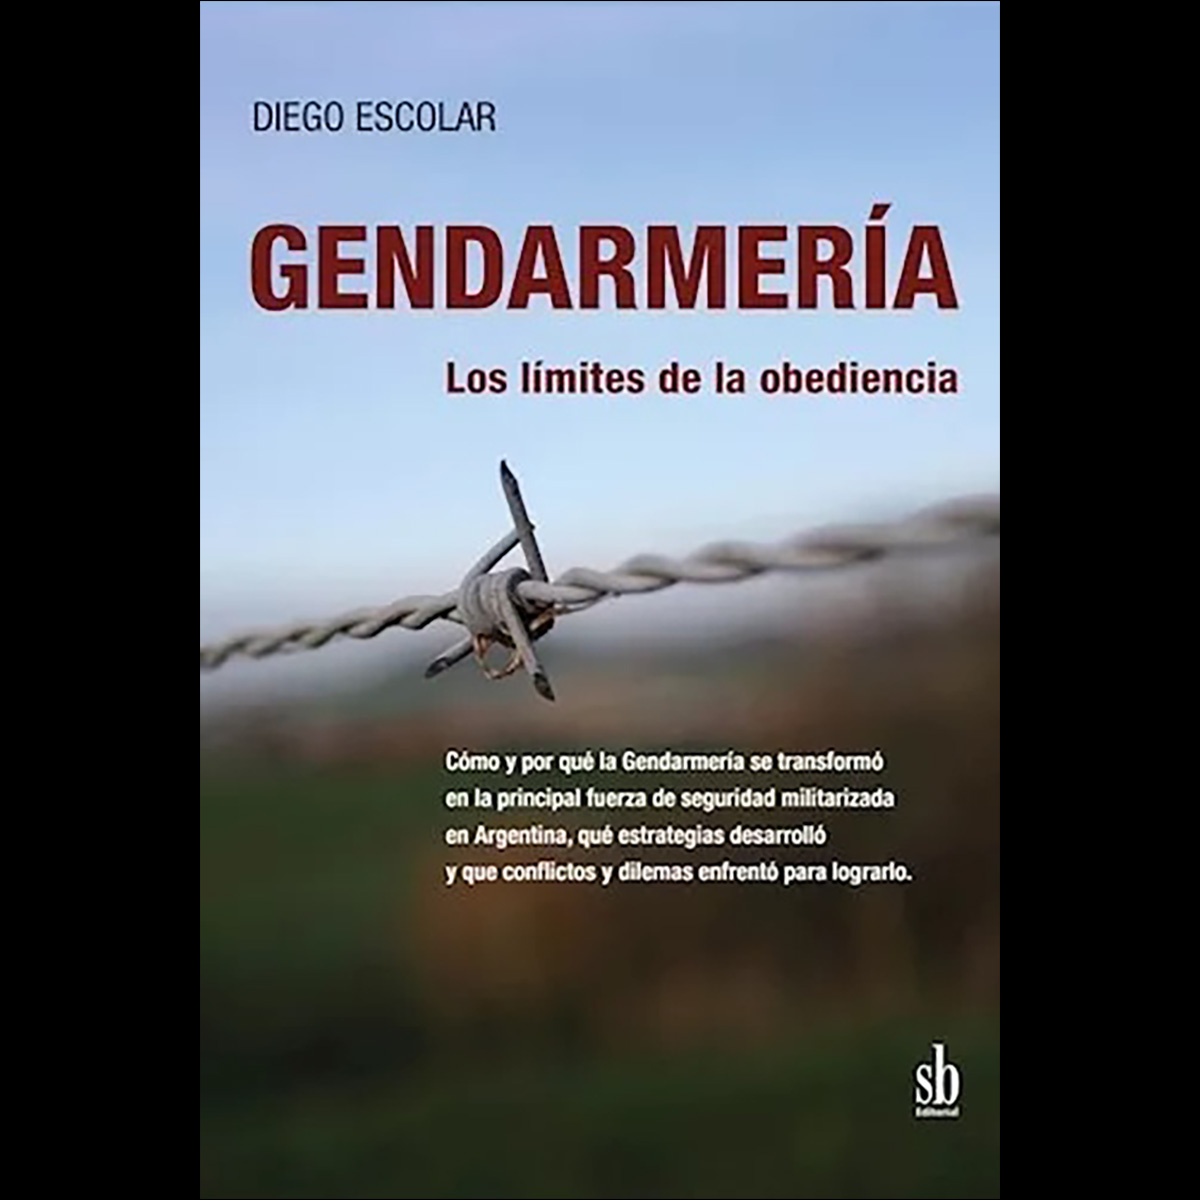 DIEGO ESCOLAR
GENDARMERÍA
Los límites de la obediencia
Cómo y por qué la Gendarmería se transformó
en la principal fuerza de seguridad militarizada
en Argentina, qué estrategias desarrolló
y que conflictos y dilemas enfrentó para lograrlo.
sb
Editorial